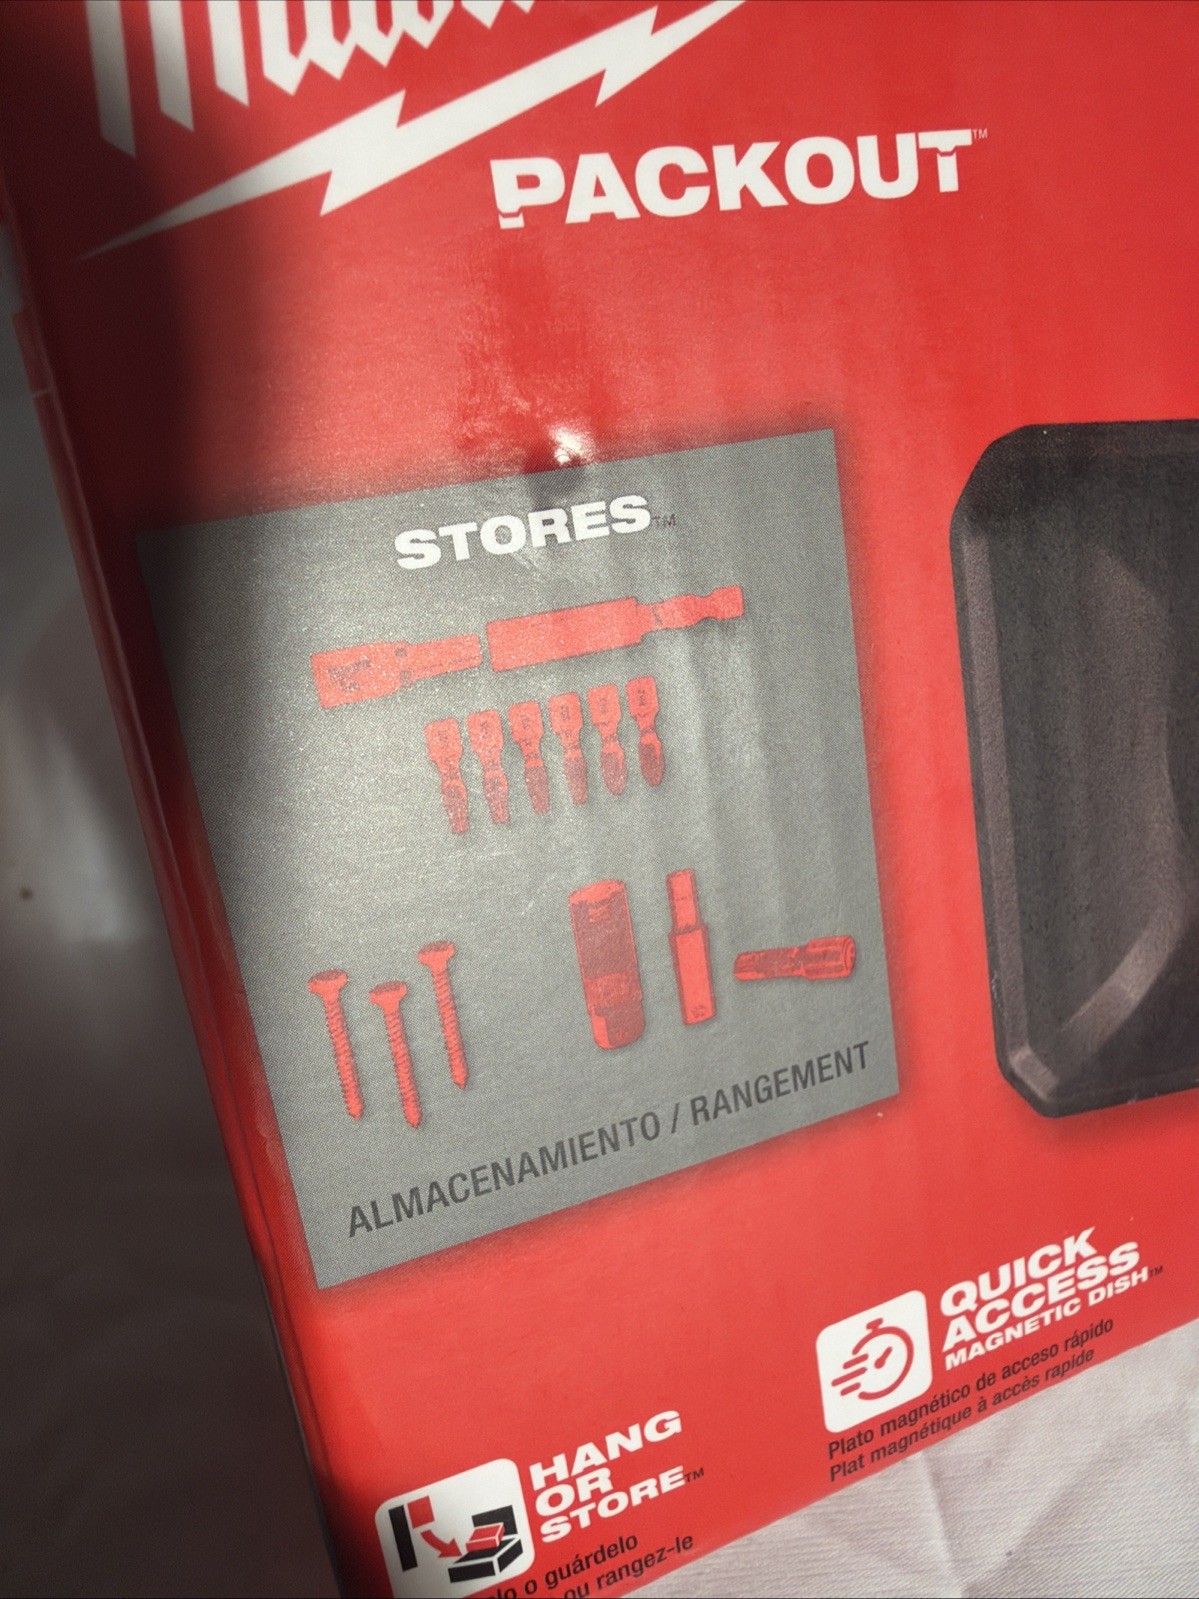 PACKOUT™
STORES™
ALMACENAMIENTO / RANGEMENT
QUICK
ACCESS
MAGNETIC DISH™
Plato magnético de acceso rápido
Plat magnétique à accès rapide
HANG
OR
STORE™
o guárdelo
ou rangez-le